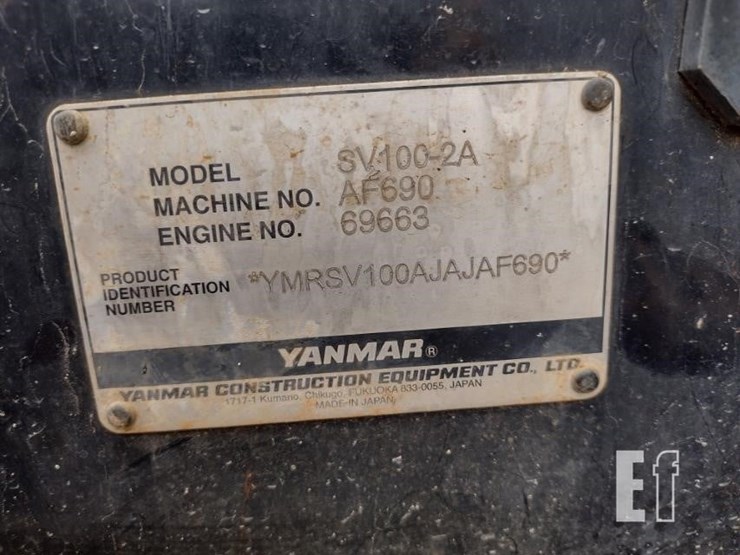 MODEL SV100-2A
MACHINE NO. AF690
ENGINE NO. 69663
PRODUCT
IDENTIFICATION
NUMBER
*YMRSV100AJAJAF690*
YANMAR®
YANMAR CONSTRUCTION EQUIPMENT CO., LTD.
1717-1 Kumano, Chikugo, FUKUOKA 833-0055, JAPAN
MADE-IN JAPAN
Ef